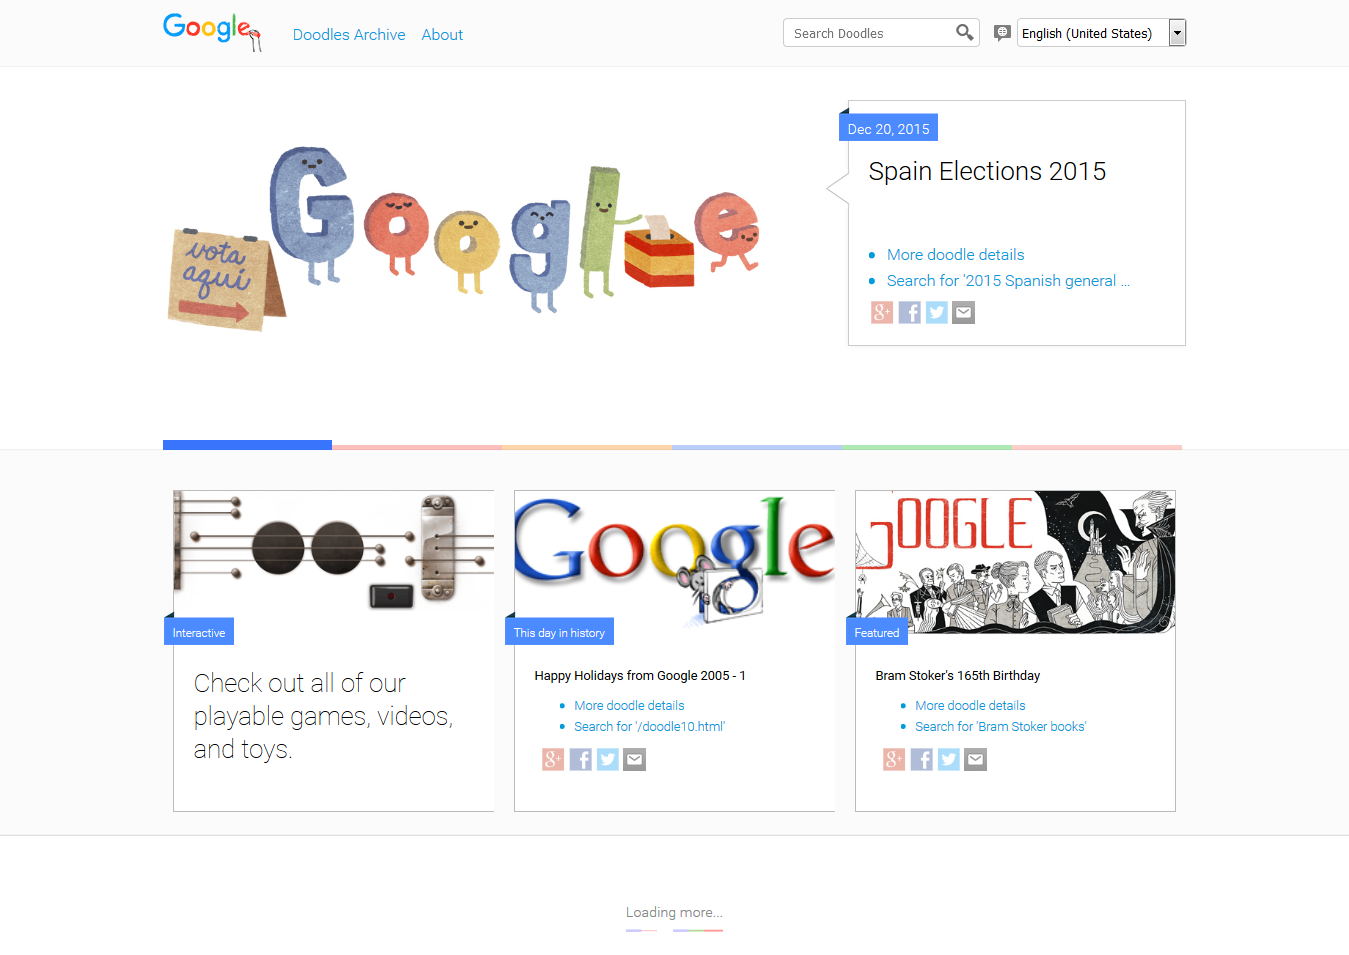 Google
Doodles Archive
About
Search Doodles
English (United States)
Google
vota
aquí
Dec 20, 2015
Spain Elections 2015
More doodle details
Search for '2015 Spanish general ...
g+ f
Interactive
Check out all of our
playable games, videos,
and toys.
Google
This day in history
Happy Holidays from Google 2005 - 1
More doodle details
Search for '/doodle10.html'
g+ f
GOOGLE
Featured
Bram Stoker's 165th Birthday
More doodle details
Search for 'Bram Stoker books'
g+ f
Loading more...